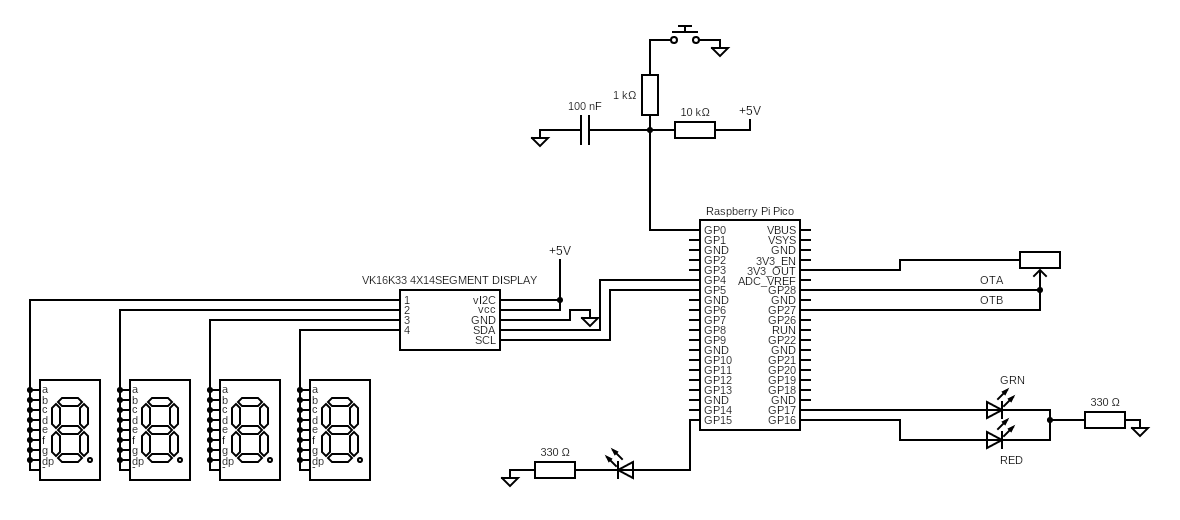 100 nF
1 kΩ
10 kΩ
+5V
Raspberry Pi Pico
GP0
GP1
GND
GP2
GP3
GP4
GP5
GND
GP6
GP7
GP8
GP9
GND
GP10
GP11
GP12
GP13
GND
GP14
GP15
VBUS
VSYS
GND
3V3_EN
3V3_OUT
ADC_VREF
GP28
GND
GP27
GP26
RUN
GP22
GND
GP21
GP20
GP19
GP18
GND
GP17
GP16
OTA
OTB
+5V
VK16K33 4X14SEGMENT DISPLAY
1
2
3
4
vI2C
vcc
GND
SDA
SCL
a
b
c
d
e
f
g
dp
-
a
b
c
d
e
f
g
dp
-
a
b
c
d
e
f
g
dp
-
a
b
c
d
e
f
g
dp
-
330 Ω
GRN
RED
330 Ω